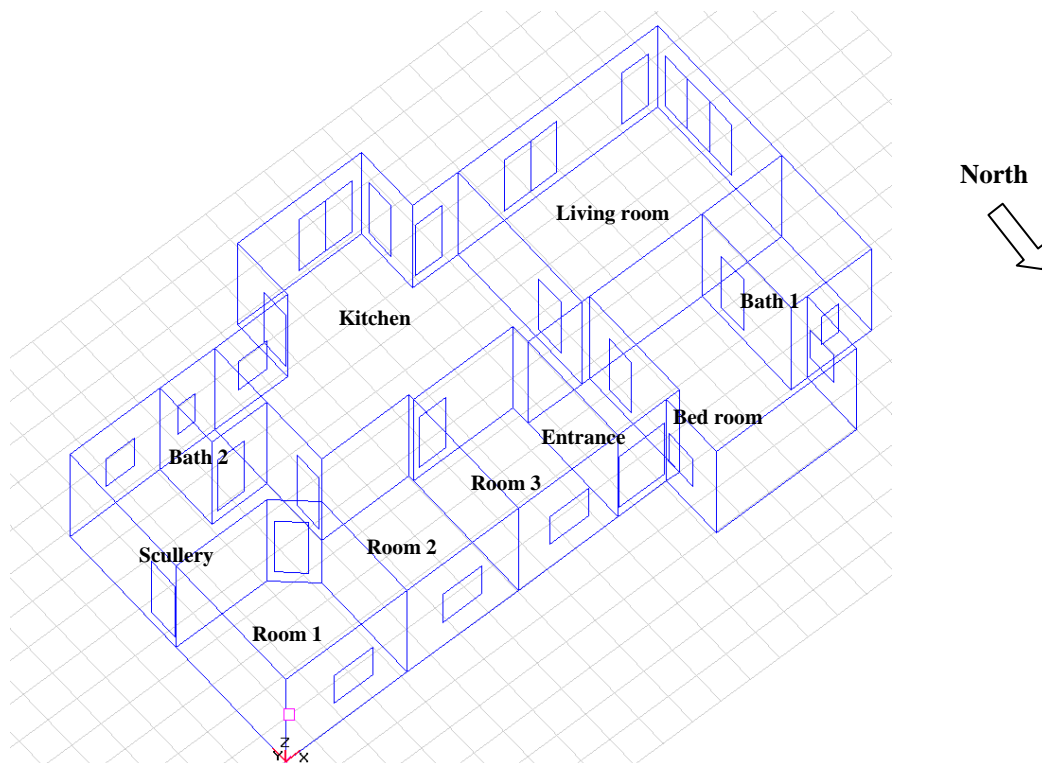 North
Living room
Bath 1
Kitchen
Bed room
Entrance
Bath 2
Room 3
Room 2
Scullery
Room 1
Z
Y X